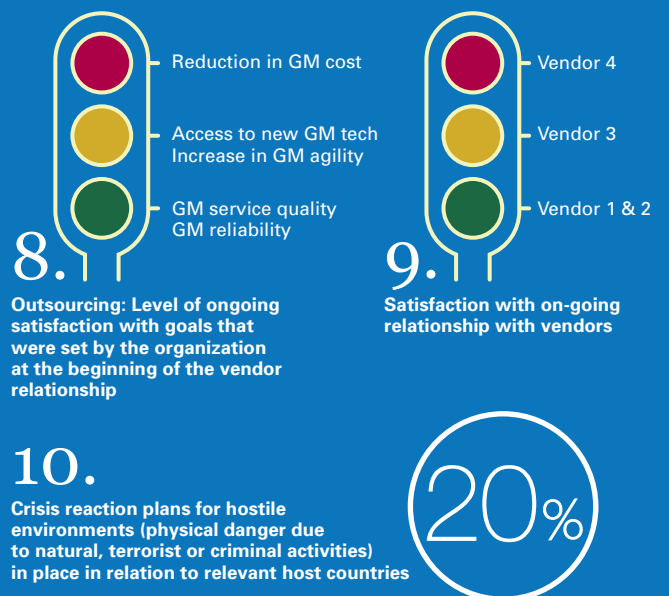 Reduction in GM cost
Access to new GM tech
Increase in GM agility
GM service quality
GM reliability
8.
Outsourcing: Level of ongoing
satisfaction with goals that
were set by the organization
at the beginning of the vendor
relationship
Vendor 4
Vendor 3
Vendor 1 & 2
9.
Satisfaction with on-going
relationship with vendors
10.
Crisis reaction plans for hostile
environments (physical danger due
to natural, terrorist or criminal activities)
in place in relation to relevant host countries
20%